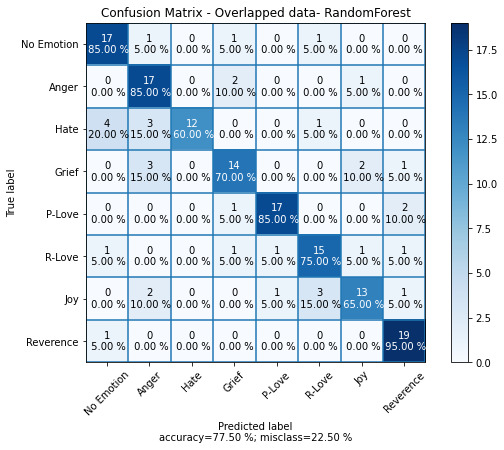 Confusion Matrix - Overlapped data- RandomForest
No Emotion 17 1 0 1 0 1 0 0
85.00 % 5.00 % 0.00 % 5.00 % 0.00 % 5.00 % 0.00 % 0.00 %
Anger 0 17 0 2 0 0 1 0
0.00 % 85.00 % 0.00 % 10.00 % 0.00 % 0.00 % 5.00 % 0.00 %
Hate 4 3 12 0 0 1 0 0
20.00 % 15.00 % 60.00 % 0.00 % 0.00 % 5.00 % 0.00 % 0.00 %
Grief 0 3 0 14 0 0 2 1
0.00 % 15.00 % 0.00 % 70.00 % 0.00 % 0.00 % 10.00 % 5.00 %
P-Love 0 0 0 1 17 0 0 2
0.00 % 0.00 % 0.00 % 5.00 % 85.00 % 0.00 % 0.00 % 10.00 %
R-Love 1 0 0 1 1 15 1 1
5.00 % 0.00 % 0.00 % 5.00 % 5.00 % 75.00 % 5.00 % 5.00 %
Joy 0 2 0 0 1 3 13 1
0.00 % 10.00 % 0.00 % 0.00 % 5.00 % 15.00 % 65.00 % 5.00 %
Reverence 1 0 0 0 0 0 0 19
5.00 % 0.00 % 0.00 % 0.00 % 0.00 % 0.00 % 0.00 % 95.00 %
True label
No Emotion Anger Hate Grief P-Love R-Love Joy Reverence
Predicted label
accuracy=77.50 %; misclass=22.50 %
17.5
15.0
12.5
10.0
7.5
5.0
2.5
0.0